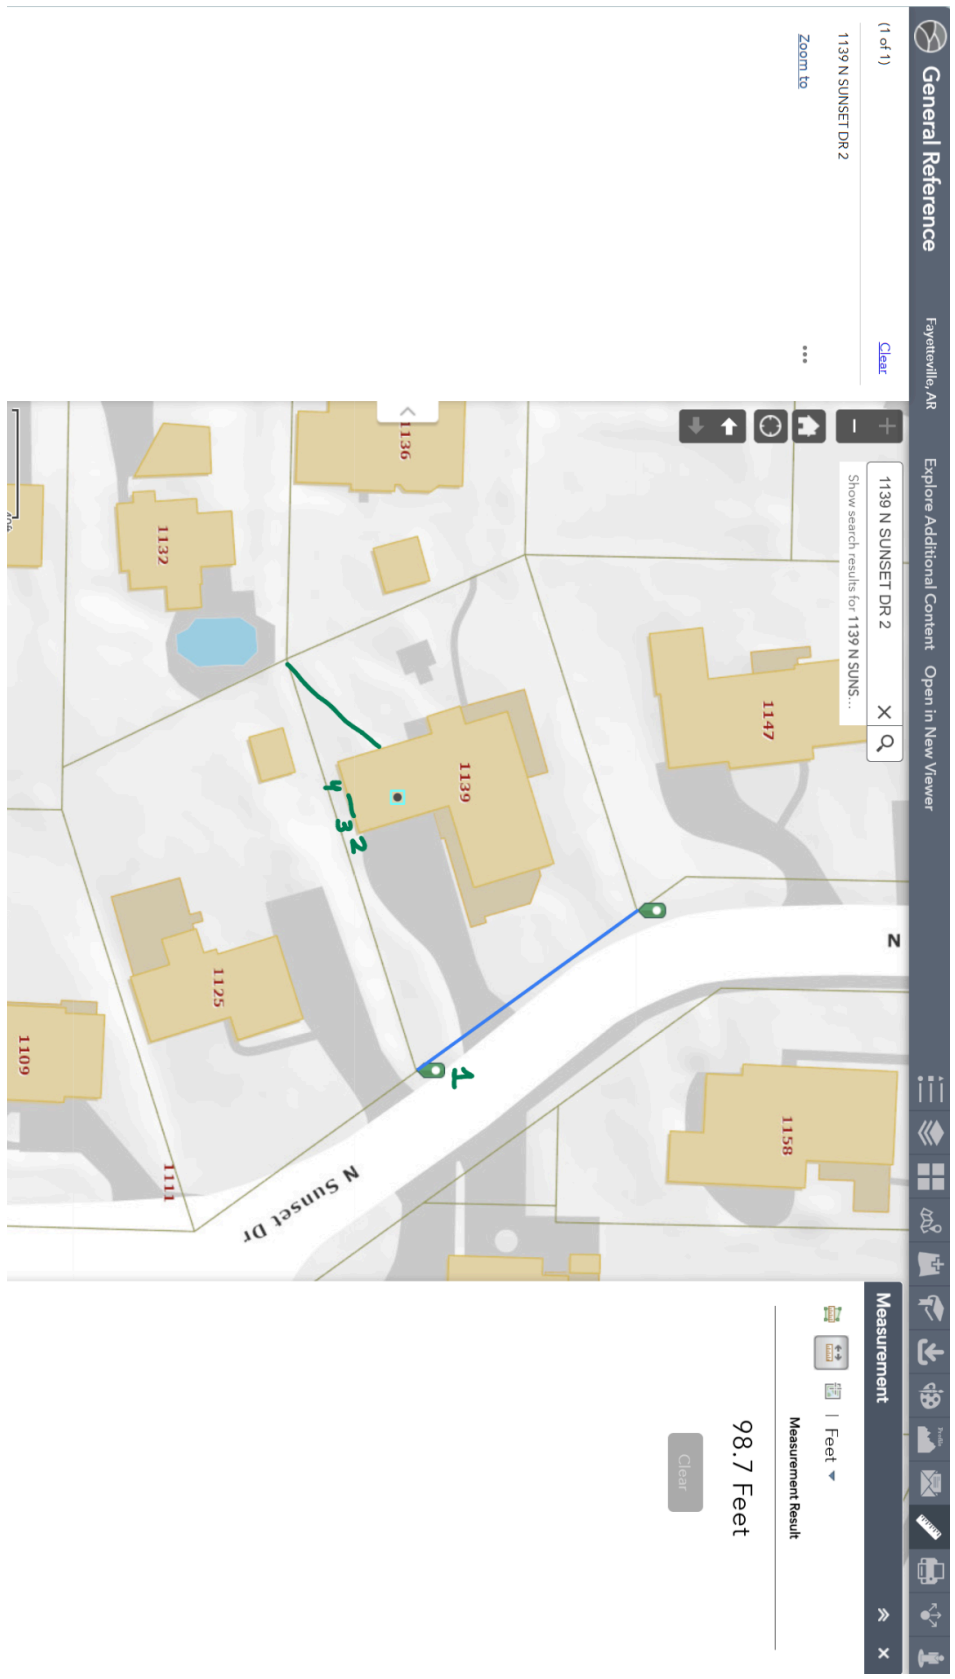 General Reference
Fayetteville, AR
Explore Additional Content
Open in New Viewer
(1 of 1)
Clear
1139 N SUNSET DR 2
Zoom to
1139 N SUNSET DR 2
Show search results for 1139 N SUNS...
N
1147
1158
1139
1136
1132
1125
1109
1111
N Sunset Dr
1
2
3
4
Measurement
Feet
Measurement Result
98.7 Feet
Clear